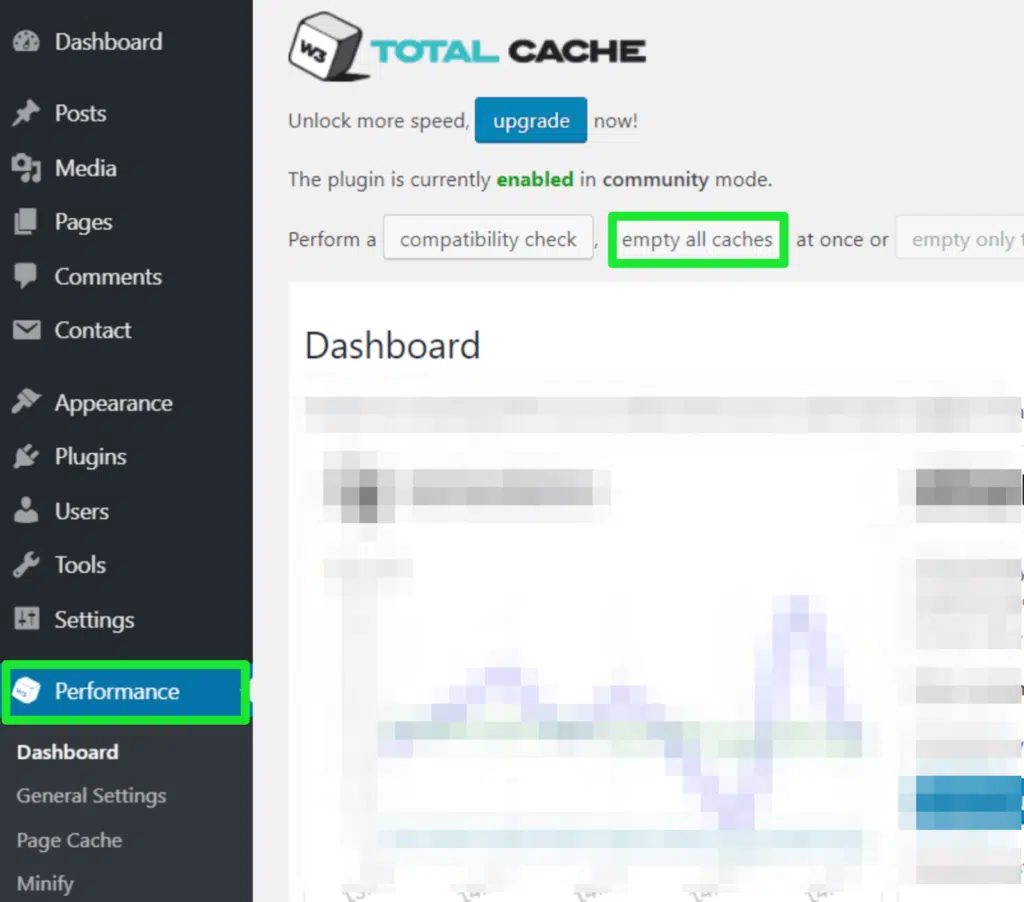 Dashboard
Posts
Media
Pages
Comments
Contact
Appearance
Plugins
Users
Tools
Settings
Performance
Dashboard
General Settings
Page Cache
Minify
W3 TOTAL CACHE
Unlock more speed, upgrade now!
The plugin is currently enabled in community mode.
Perform a compatibility check , empty all caches at once or empty only
Dashboard